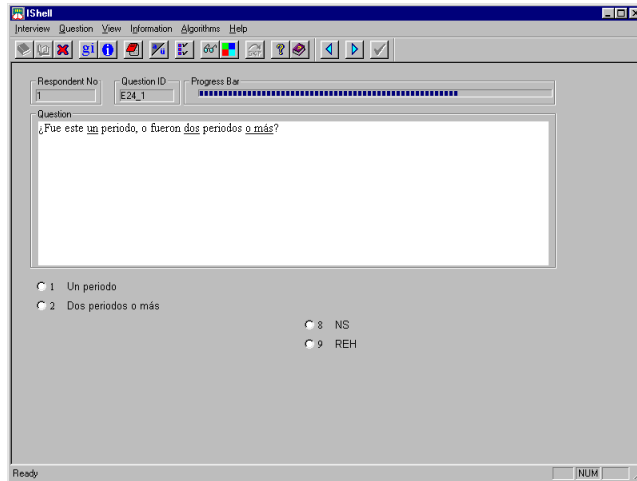 IShell
Interview Question View Information Algorithms Help
gi
Respondent No
Question ID
Progress Bar
1
E24_1
Question
¿Fue este un periodo, o fueron dos periodos o más?
1 Un periodo
2 Dos periodos o más
8 NS
9 REH
Ready
NUM